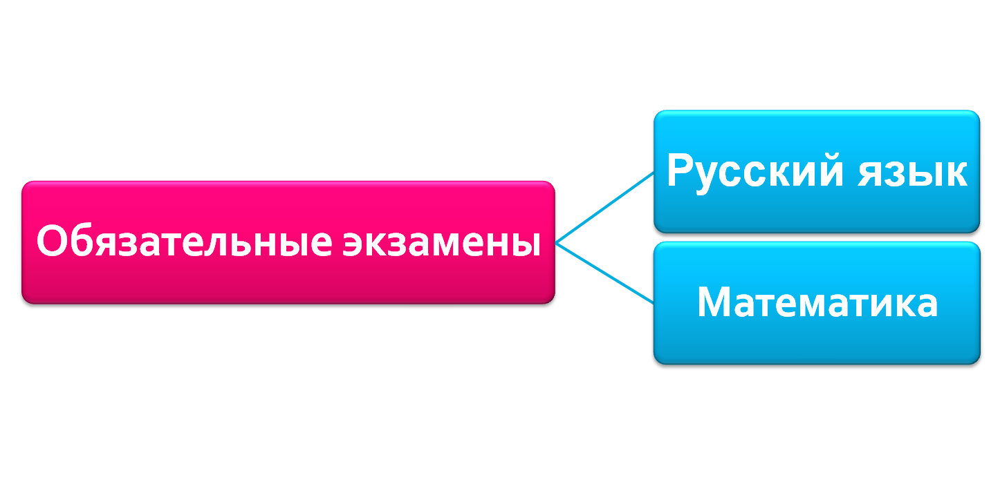 Обязательные экзамены
Русский язык
Математика